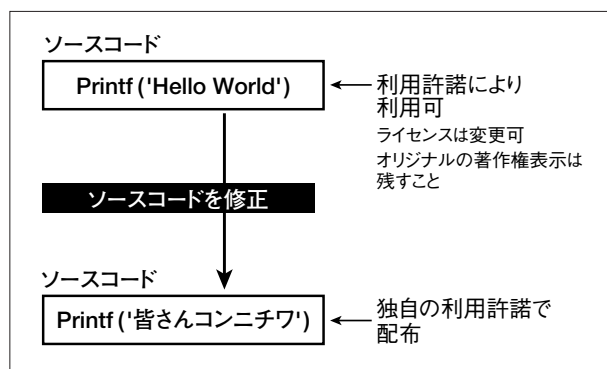 ソースコード
Printf ('Hello World')
利用許諾により
利用可
ライセンスは変更可
オリジナルの著作権表示は
残すこと
ソースコードを修正
ソースコード
Printf ('皆さんコンニチワ')
独自の利用許諾で
配布